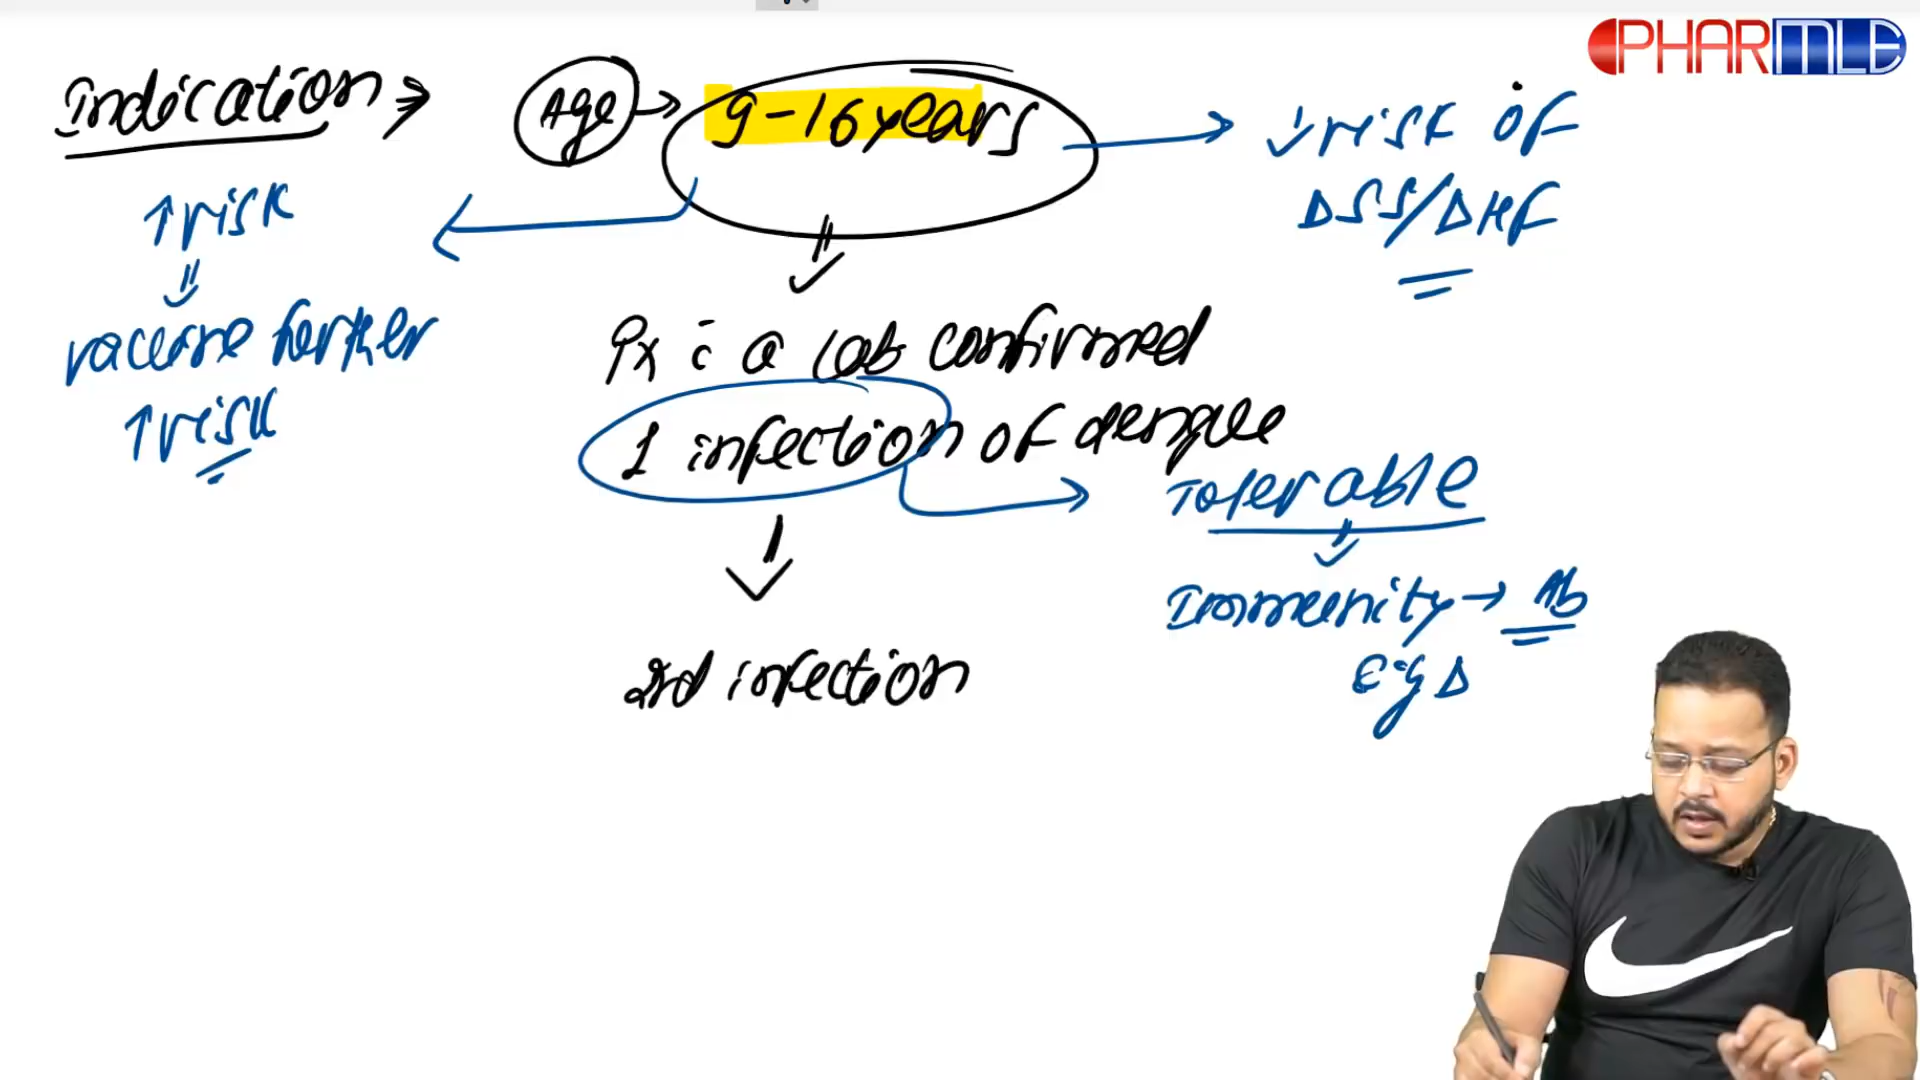 PHARMLE
Indication → Age → 9-16 years
↓ risk of
DSS/DHF
↑ risk
vaccine further
↑ risk
Px c̄ a lab confirmed
1 infection of dengue
Tolerable
Immunity → Ab
2nd infection